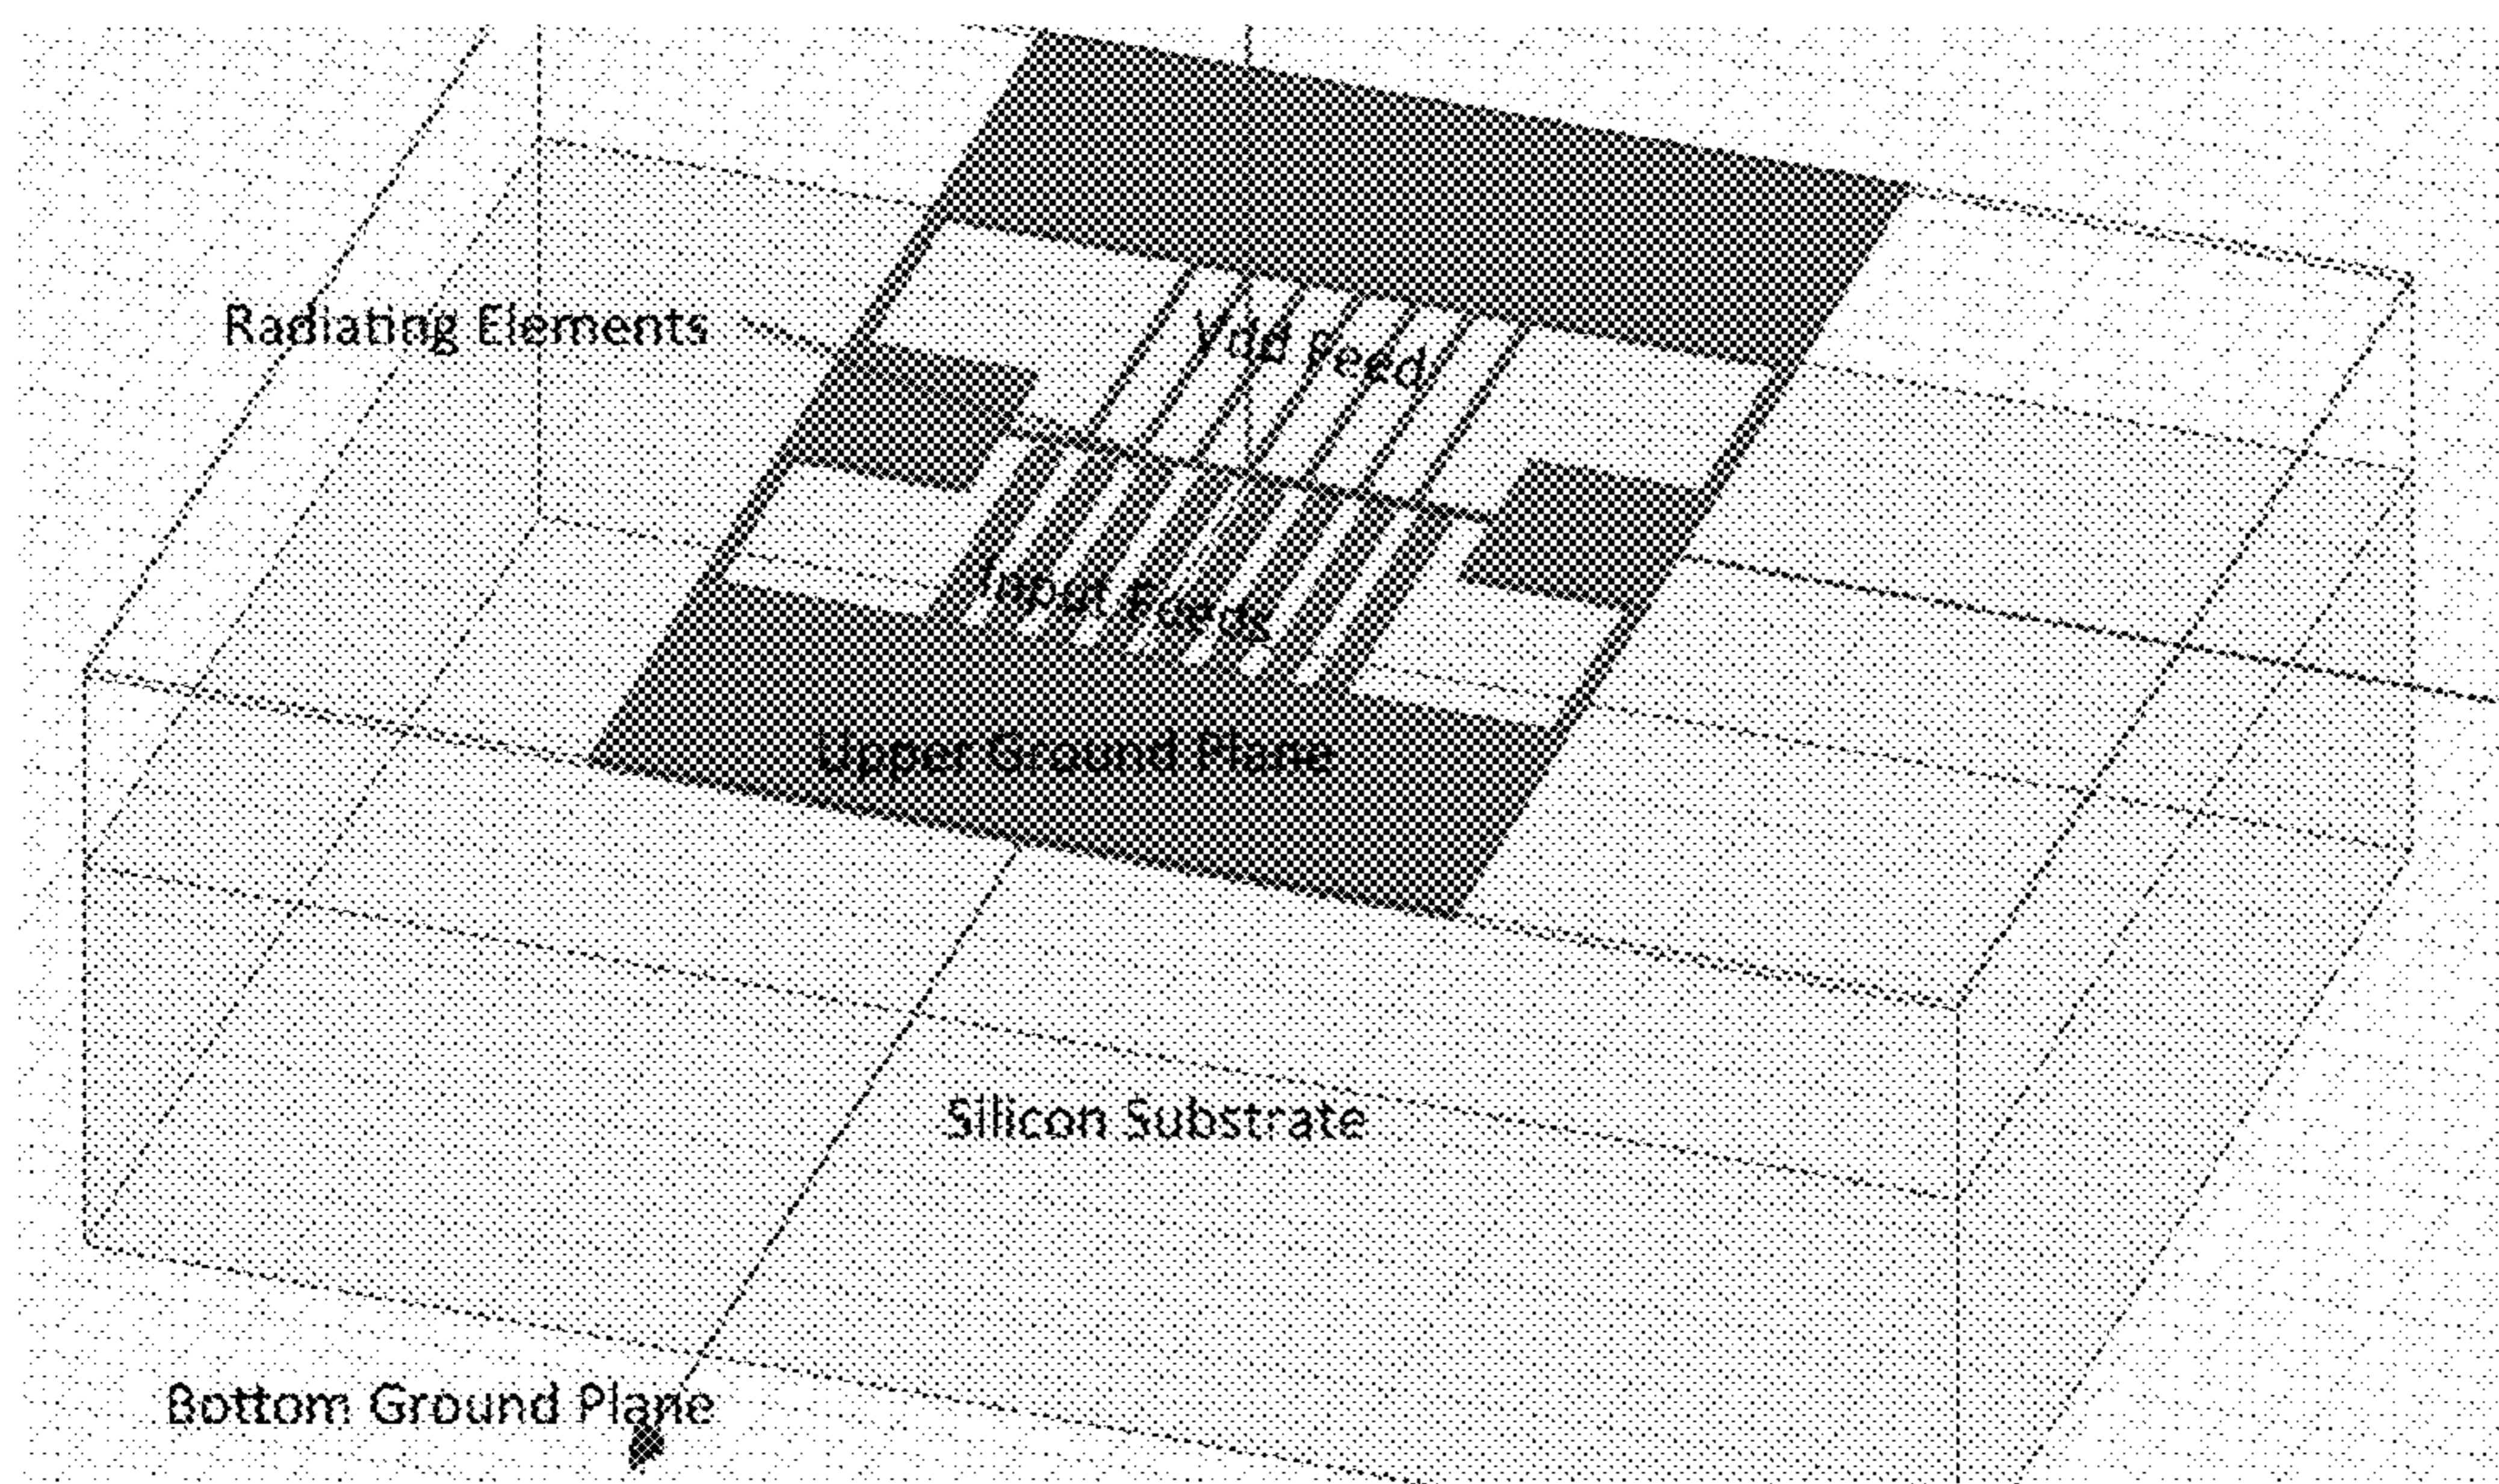 Radiating Elements
Vdd Feed
Input Feeds
Upper Ground Plane
Silicon Substrate
Bottom Ground Plane